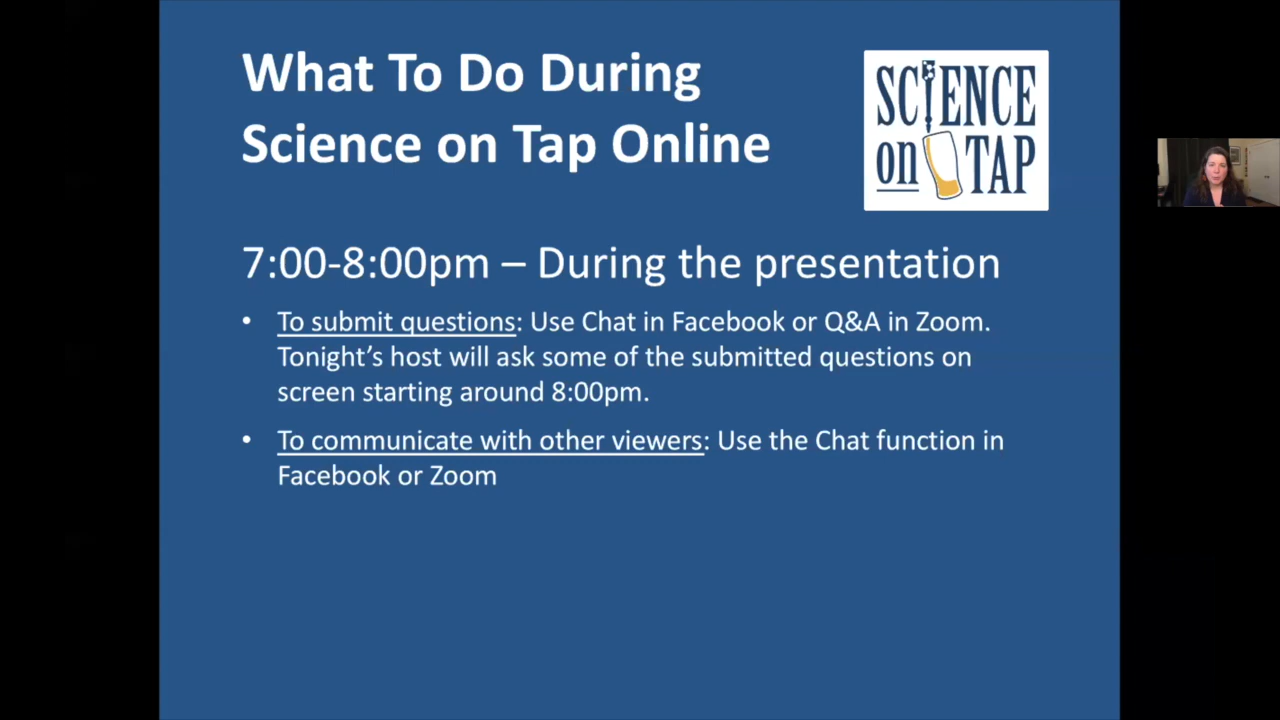 What To Do During
Science on Tap Online
SCIENCE
on TAP
7:00-8:00pm – During the presentation
• To submit questions: Use Chat in Facebook or Q&A in Zoom.
Tonight’s host will ask some of the submitted questions on
screen starting around 8:00pm.
• To communicate with other viewers: Use the Chat function in
Facebook or Zoom